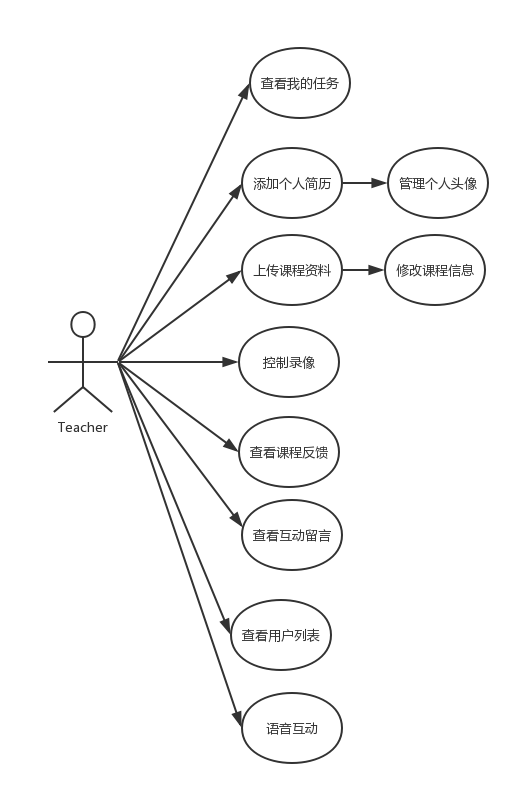 查看我的任务
添加个人简历
管理个人头像
上传课程资料
修改课程信息
控制录像
Teacher
查看课程反馈
查看互动留言
查看用户列表
语音互动